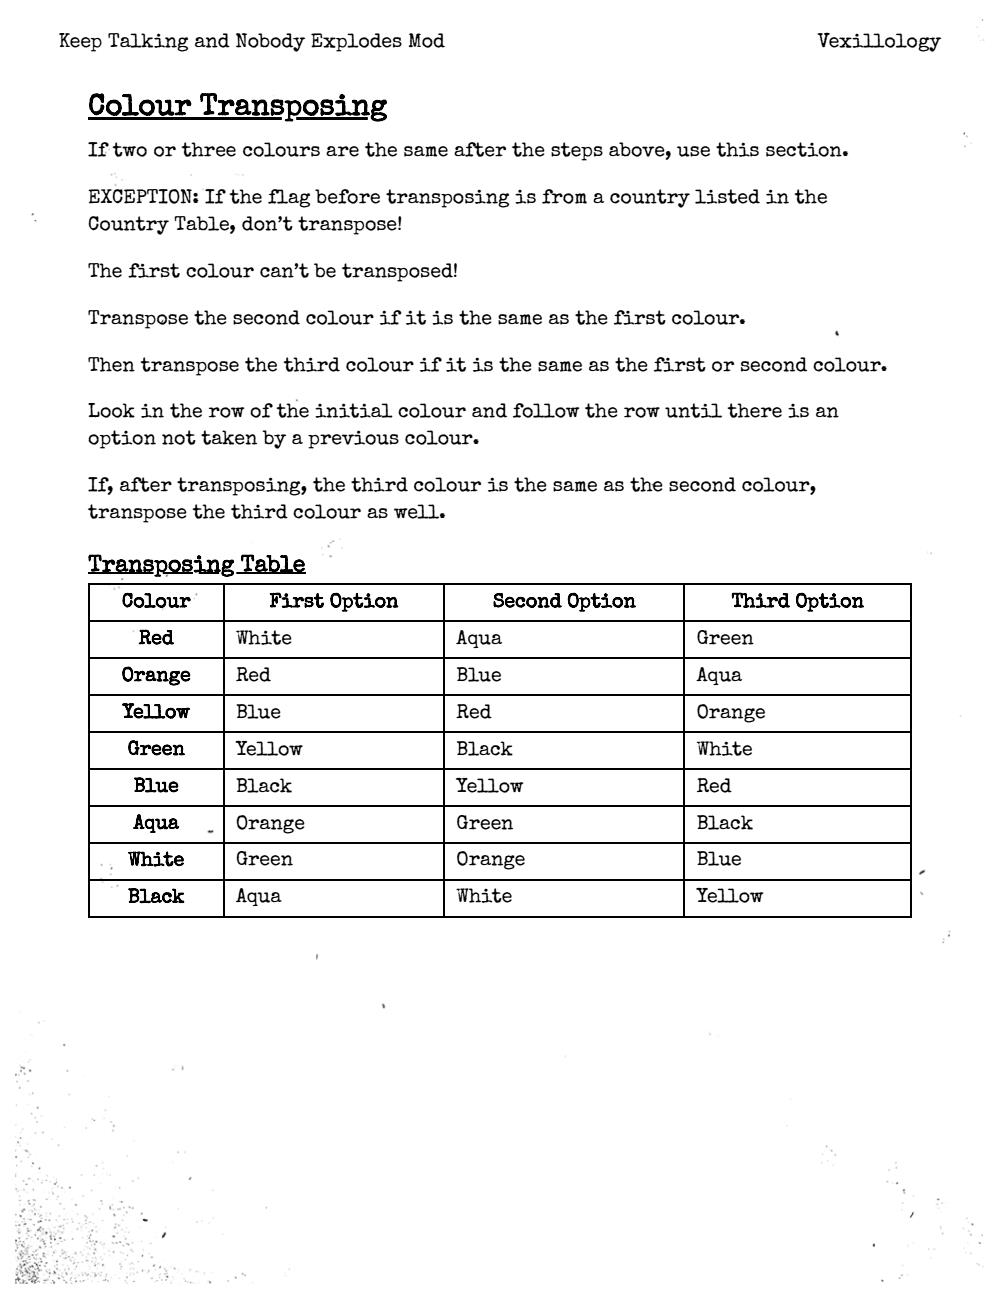 Keep Talking and Nobody Explodes Mod Vexillology
Colour Transposing
If two or three colours are the same after the steps above, use this section.
EXCEPTION: If the flag before transposing is from a country listed in the
Country Table, don't transpose!
The first colour can't be transposed!
Transpose the second colour if it is the same as the first colour.
Then transpose the third colour if it is the same as the first or second colour.
Look in the row of the initial colour and follow the row until there is an
option not taken by a previous colour.
If, after transposing, the third colour is the same as the second colour,
transpose the third colour as well.
Transposing Table
Colour First Option Second Option Third Option
Red White Aqua Green
Orange Red Blue Aqua
Yellow Blue Red Orange
Green Yellow Black White
Blue Black Yellow Red
Aqua Orange Green Black
White Green Orange Blue
Black Aqua White Yellow